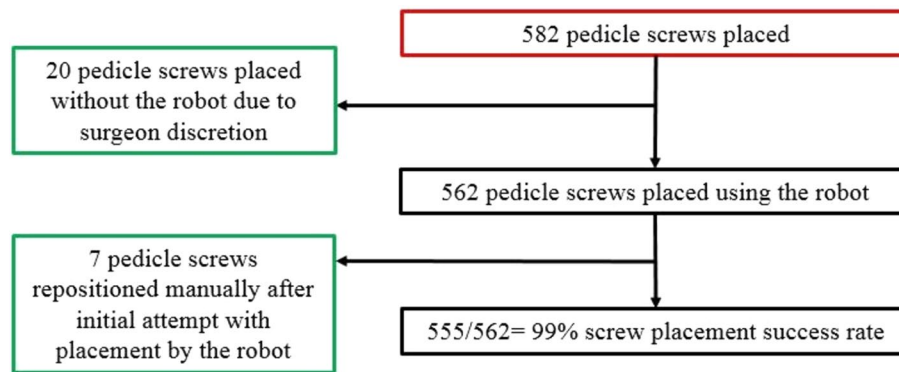 582 pedicle screws placed
20 pedicle screws placed
without the robot due to
surgeon discretion
562 pedicle screws placed using the robot
7 pedicle screws
repositioned manually after
initial attempt with
placement by the robot
555/562= 99% screw placement success rate